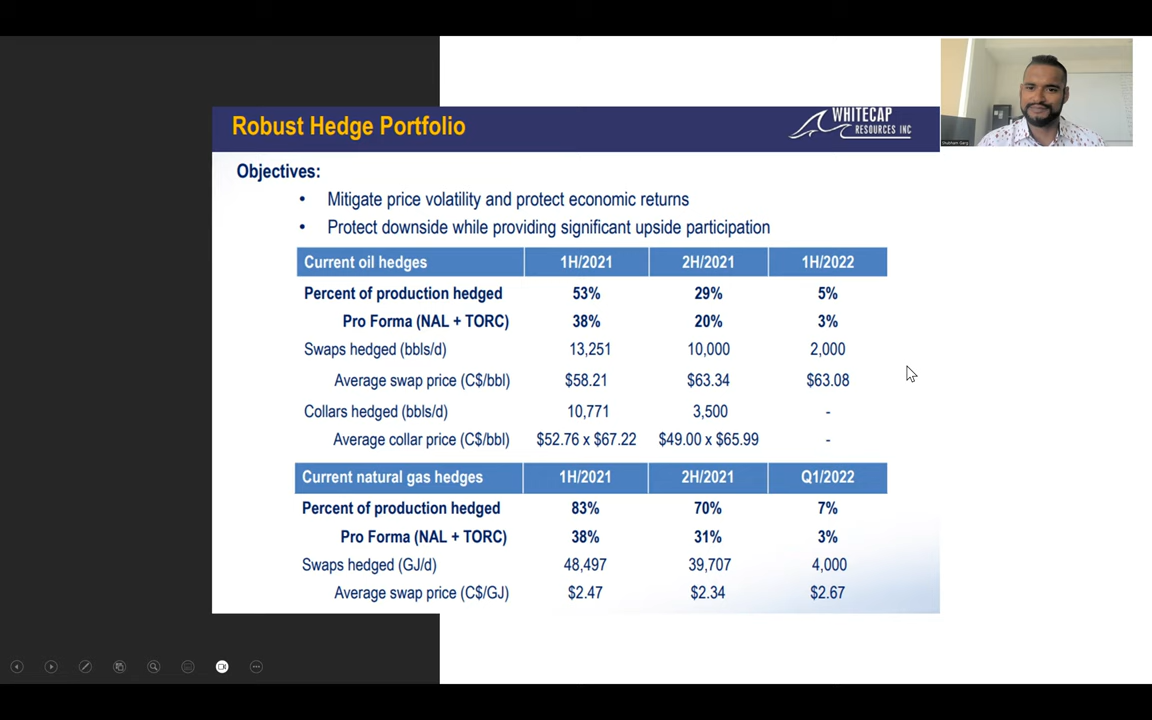 Robust Hedge Portfolio
WHITECAP
RESOURCES INC
Shubham Garg
Objectives:
• Mitigate price volatility and protect economic returns
• Protect downside while providing significant upside participation
Current oil hedges 1H/2021 2H/2021 1H/2022
Percent of production hedged 53% 29% 5%
Pro Forma (NAL + TORC) 38% 20% 3%
Swaps hedged (bbls/d) 13,251 10,000 2,000
Average swap price (C$/bbl) $58.21 $63.34 $63.08
Collars hedged (bbls/d) 10,771 3,500 -
Average collar price (C$/bbl) $52.76 x $67.22 $49.00 x $65.99 -
Current natural gas hedges 1H/2021 2H/2021 Q1/2022
Percent of production hedged 83% 70% 7%
Pro Forma (NAL + TORC) 38% 31% 3%
Swaps hedged (GJ/d) 48,497 39,707 4,000
Average swap price (C$/GJ) $2.47 $2.34 $2.67